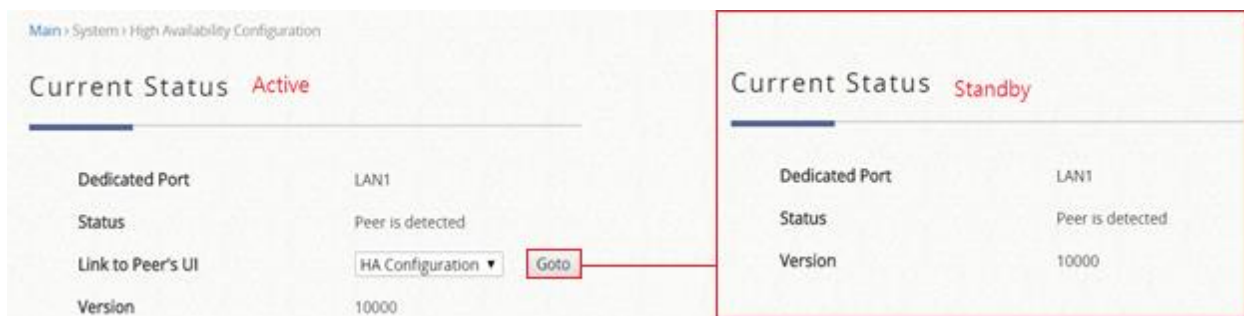 Main › System › High Availability Configuration
Current Status Active
Dedicated Port LAN1
Status Peer is detected
Link to Peer's UI HA Configuration ▼ Goto
Version 10000
Current Status Standby
Dedicated Port LAN1
Status Peer is detected
Version 10000